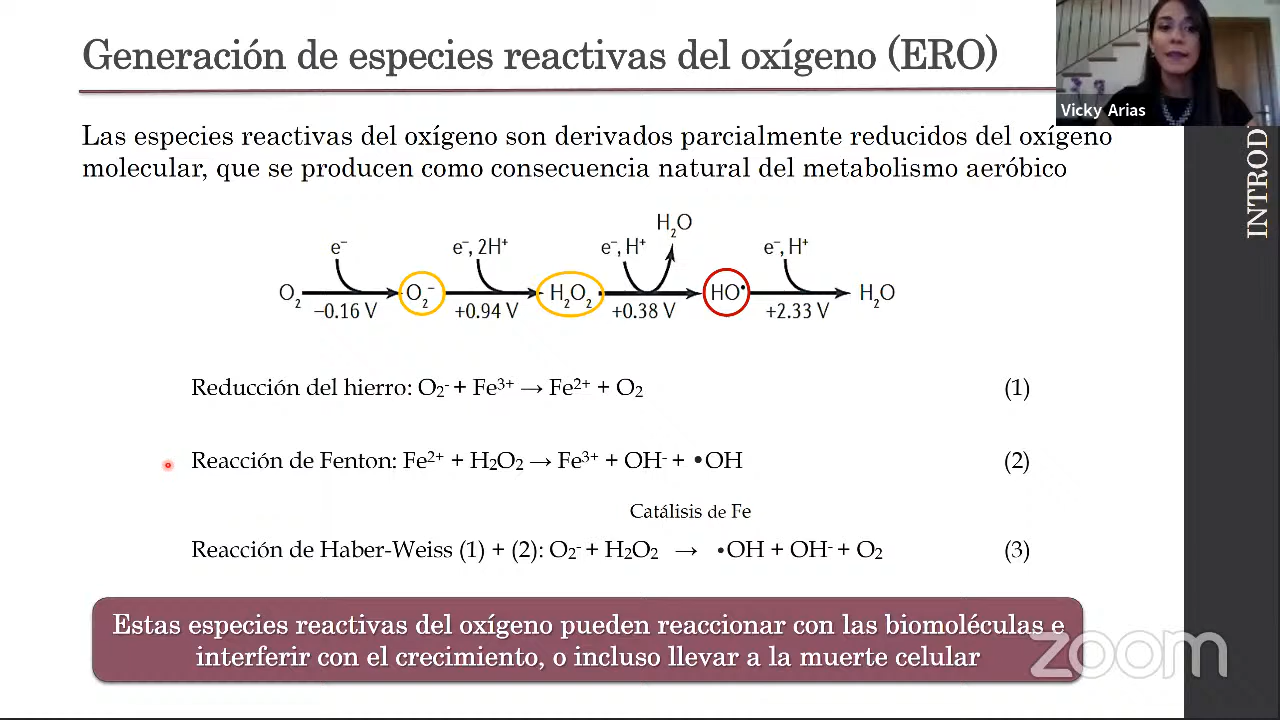 Generación de especies reactivas del oxígeno (ERO)
Vicky Arias
INTROD
Las especies reactivas del oxígeno son derivados parcialmente reducidos del oxígeno
molecular, que se producen como consecuencia natural del metabolismo aeróbico
H₂O
e⁻ e⁻, 2H⁺ e⁻, H⁺ e⁻, H⁺
O₂ O₂⁻ H₂O₂ HO• H₂O
−0.16 V +0.94 V +0.38 V +2.33 V
Reducción del hierro: O₂⁻ + Fe³⁺ → Fe²⁺ + O₂ (1)
Reacción de Fenton: Fe²⁺ + H₂O₂ → Fe³⁺ + OH⁻ + •OH (2)
Catálisis de Fe
Reacción de Haber-Weiss (1) + (2): O₂⁻ + H₂O₂ → •OH + OH⁻ + O₂ (3)
Estas especies reactivas del oxígeno pueden reaccionar con las biomoléculas e
interferir con el crecimiento, o incluso llevar a la muerte celular
zoom